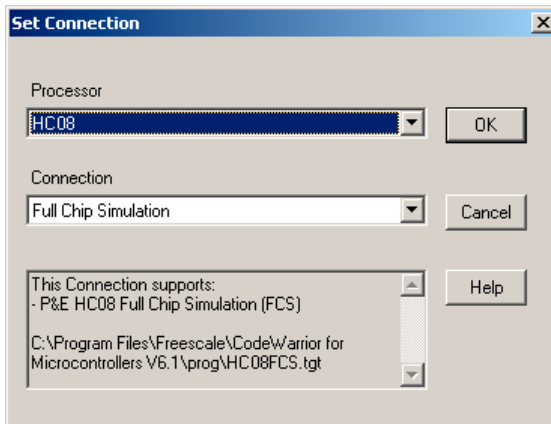 Set Connection
Processor
HC08
OK
Connection
Full Chip Simulation
Cancel
This Connection supports:
- P&E HC08 Full Chip Simulation (FCS)
Help
C:\Program Files\Freescale\CodeWarrior for
Microcontrollers V6.1\prog\HC08FCS.tgt